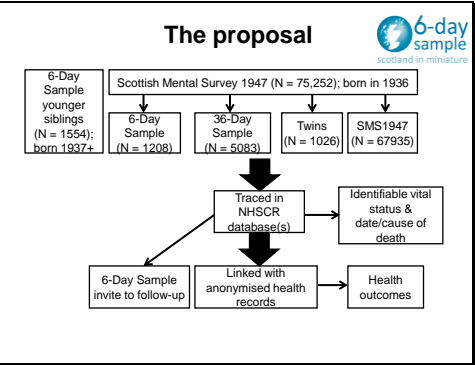 The proposal
6-day
sample
scotland in miniature
6-Day
Sample
younger
siblings
(N = 1554);
born 1937+
Scottish Mental Survey 1947 (N = 75,252); born in 1936
6-Day
Sample
(N = 1208)
36-Day
Sample
(N = 5083)
Twins
(N = 1026)
SMS1947
(N = 67935)
Traced in
NHSCR
database(s)
Identifiable vital
status &
date/cause of
death
6-Day Sample
invite to follow-up
Linked with
anonymised health
records
Health
outcomes